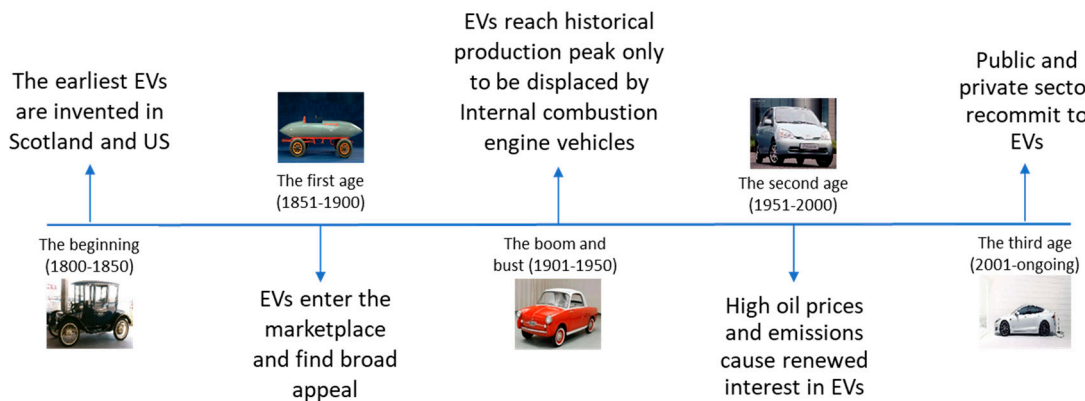 The earliest EVs
are invented in
Scotland and US
The beginning
(1800-1850)
The first age
(1851-1900)
EVs enter the
marketplace
and find broad
appeal
EVs reach historical
production peak only
to be displaced by
Internal combustion
engine vehicles
The boom and
bust (1901-1950)
The second age
(1951-2000)
High oil prices
and emissions
cause renewed
interest in EVs
Public and
private secto
recommit to
EVs
The third age
(2001-ongoing)